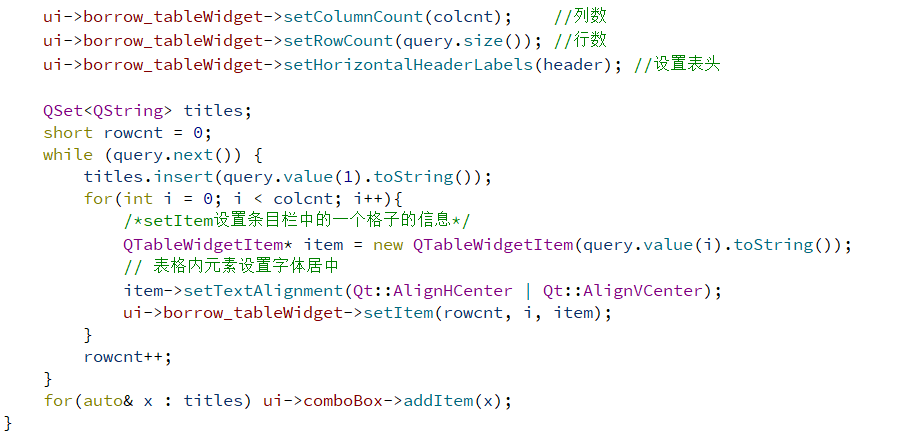 ui->borrow_tableWidget->setColumnCount(colcnt);    //列数
ui->borrow_tableWidget->setRowCount(query.size()); //行数
ui->borrow_tableWidget->setHorizontalHeaderLabels(header); //设置表头
QSet<QString> titles;
short rowcnt = 0;
while (query.next()) {
titles.insert(query.value(1).toString());
for(int i = 0; i < colcnt; i++){
/*setItem设置条目栏中的一个格子的信息*/
QTableWidgetItem* item = new QTableWidgetItem(query.value(i).toString());
// 表格内元素设置字体居中
item->setTextAlignment(Qt::AlignHCenter | Qt::AlignVCenter);
ui->borrow_tableWidget->setItem(rowcnt, i, item);
}
rowcnt++;
}
for(auto& x : titles) ui->comboBox->addItem(x);
}